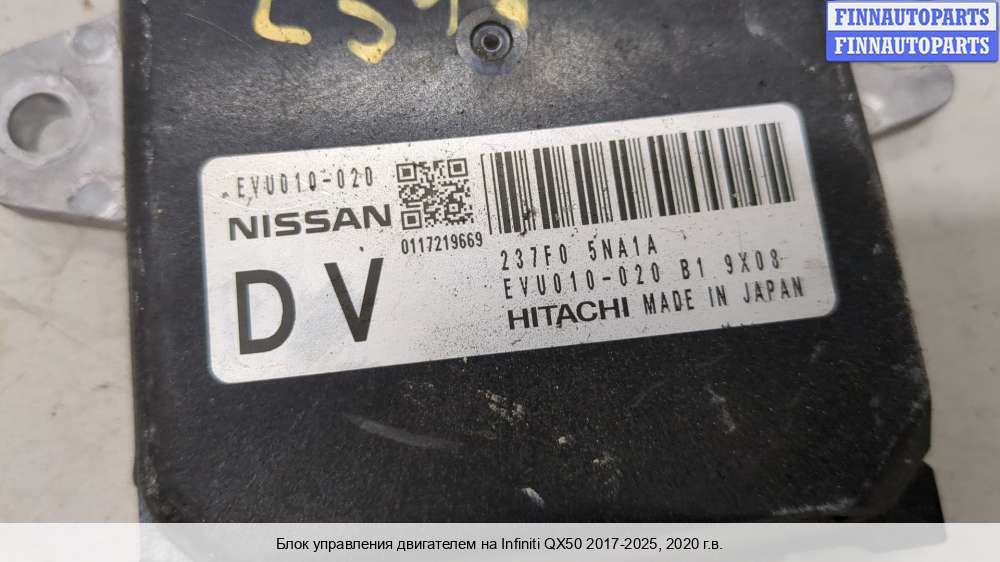 FINNAUTOPARTS
FINNAUTOPARTS
EVU010-020
NISSAN
0117219669
DV
237F0 5NA1A
EVU010-020 B1 9X08
HITACHI MADE IN JAPAN
Блок управления двигателем на Infiniti QX50 2017-2025, 2020 г.в.